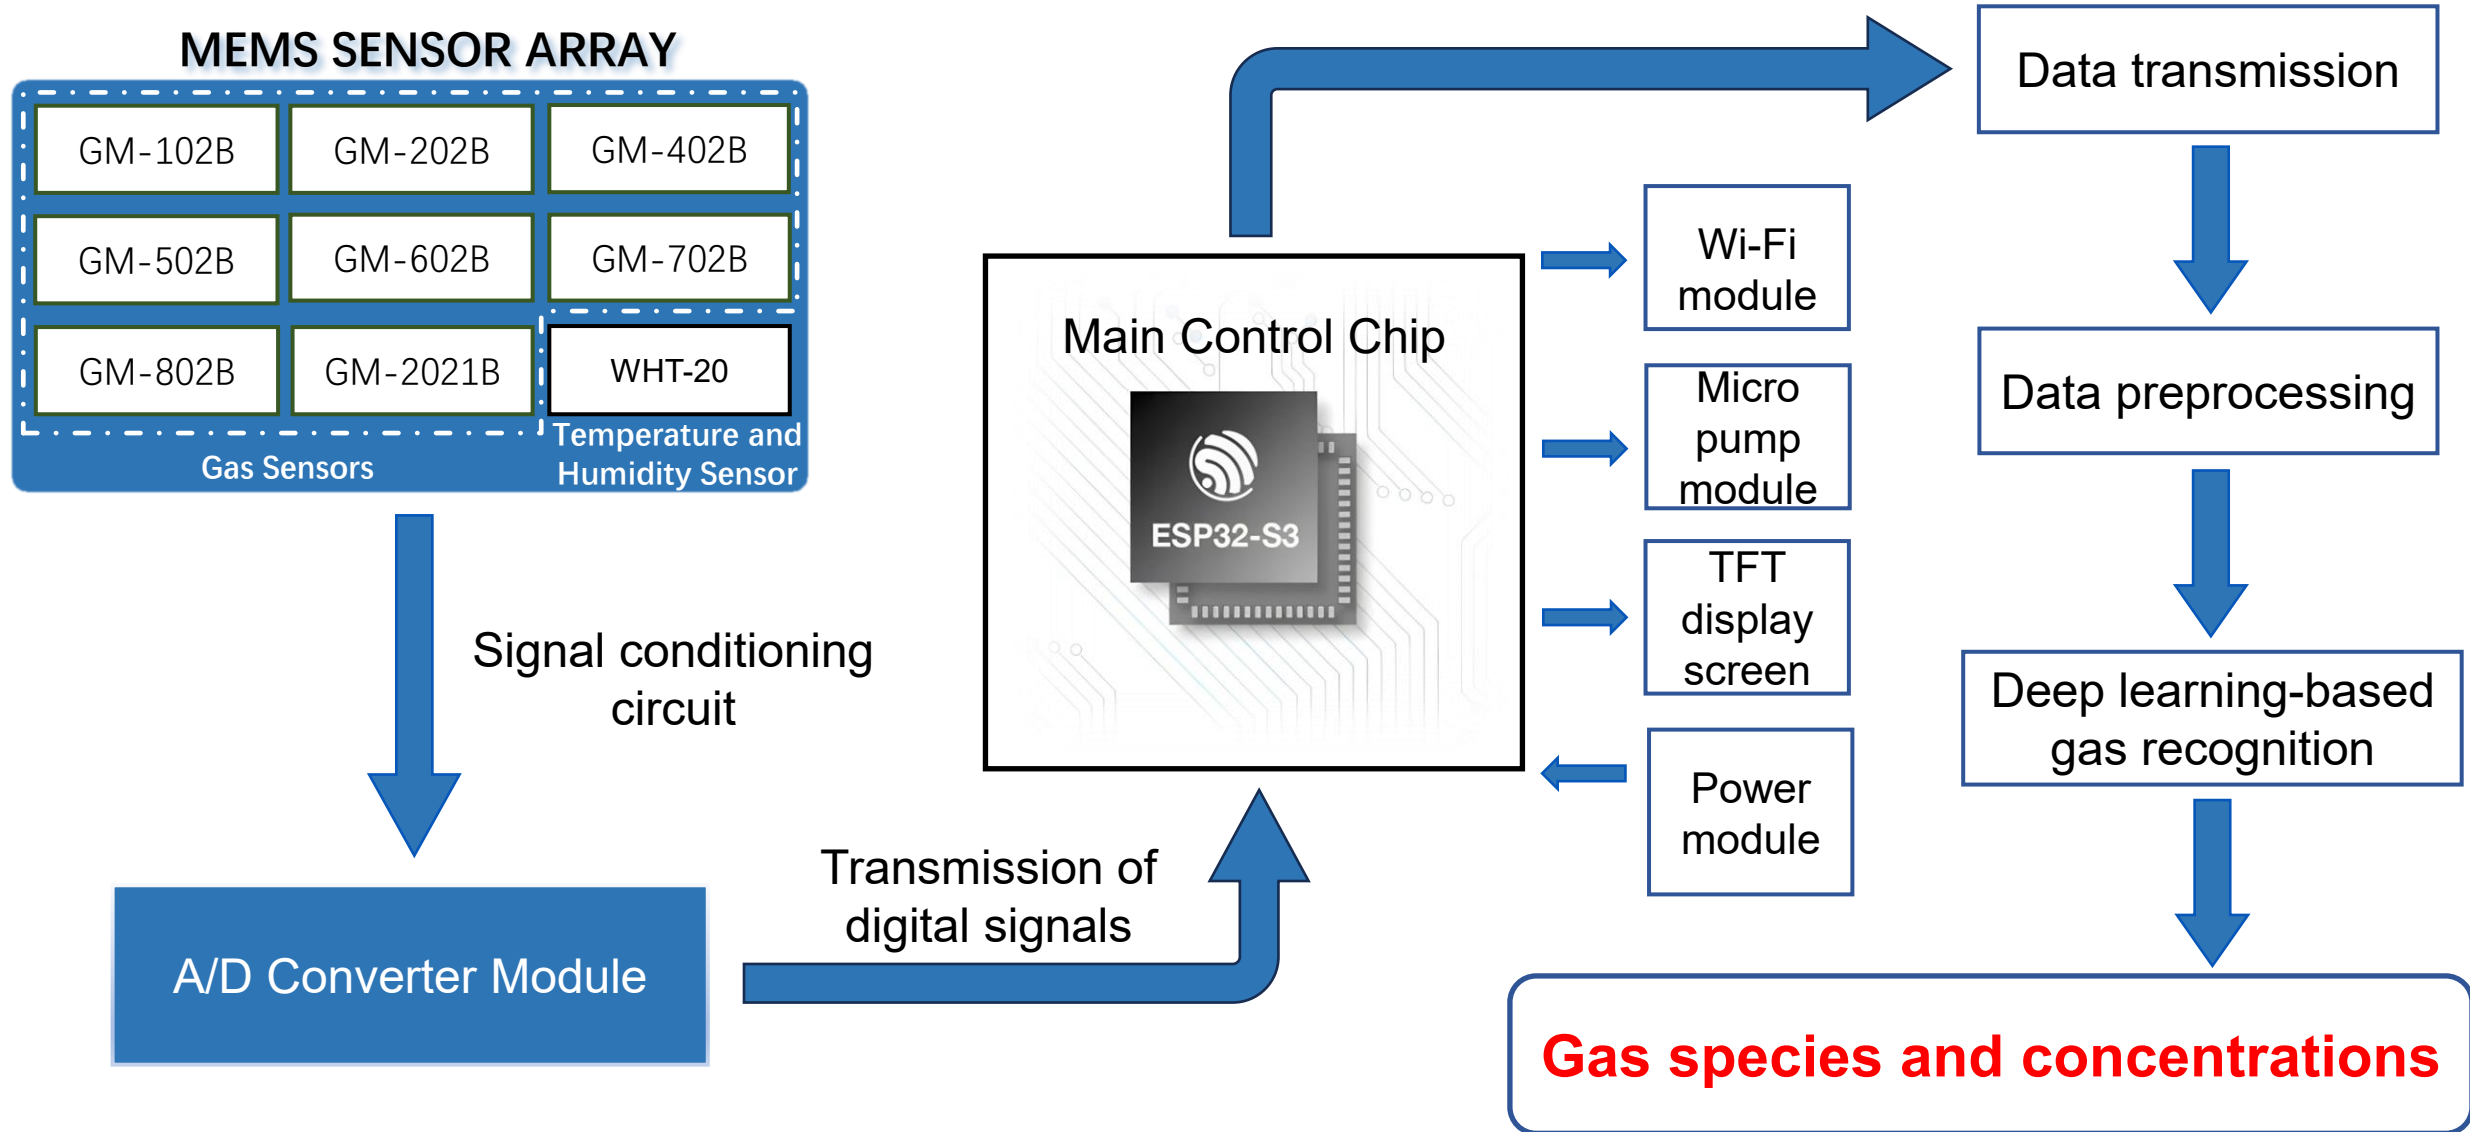 MEMS SENSOR ARRAY
GM-102B
GM-202B
GM-402B
GM-502B
GM-602B
GM-702B
GM-802B
GM-2021B
WHT-20
Gas Sensors
Temperature and
Humidity Sensor
Signal conditioning
circuit
A/D Converter Module
Transmission of
digital signals
Main Control Chip
ESP32-S3
Wi-Fi
module
Micro
pump
module
TFT
display
screen
Power
module
Data transmission
Data preprocessing
Deep learning-based
gas recognition
Gas species and concentrations